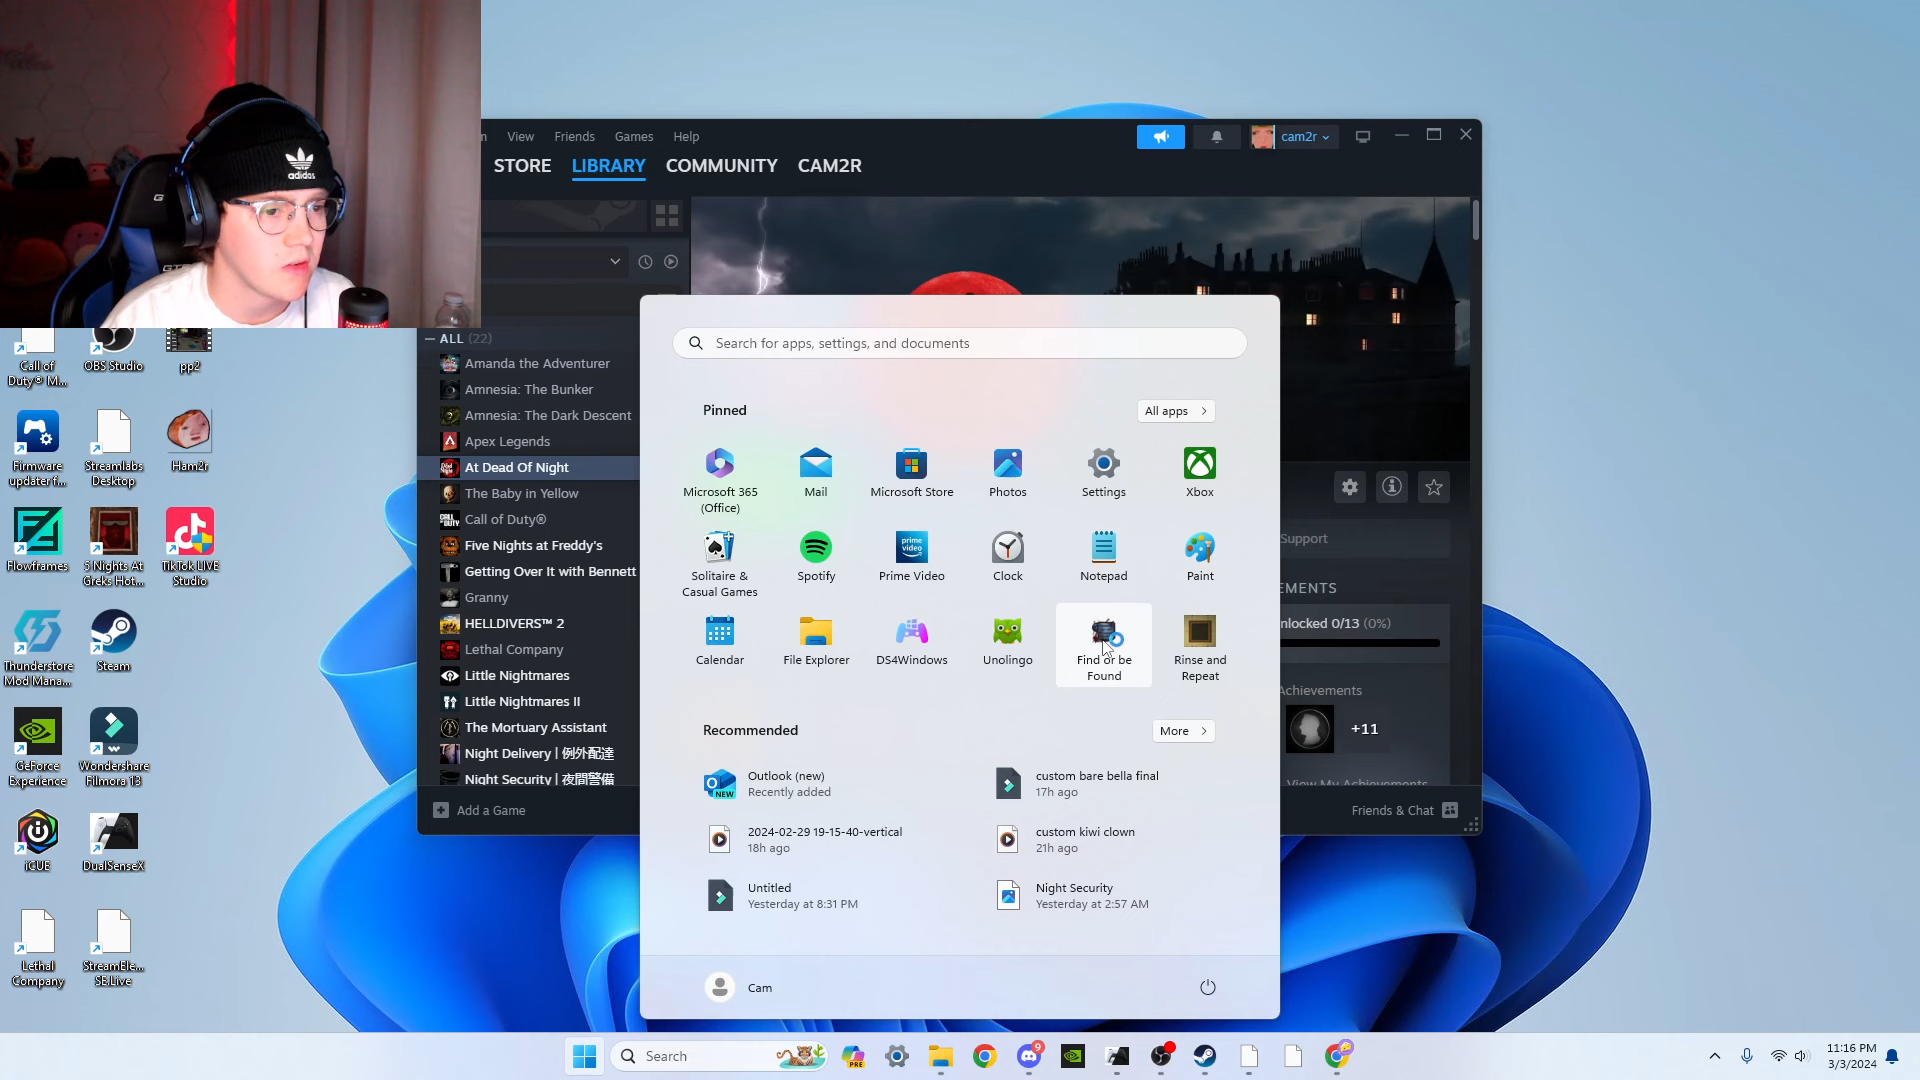 View Friends Games Help
cam2r
STORE LIBRARY COMMUNITY CAM2R
adidas
ALL (22)
Amanda the Adventurer
Amnesia: The Bunker
Amnesia: The Dark Descent
Apex Legends
At Dead Of Night
The Baby in Yellow
Call of Duty®
Five Nights at Freddy's
Getting Over It with Bennett
Granny
HELLDIVERS™ 2
Lethal Company
Little Nightmares
Little Nightmares II
The Mortuary Assistant
Night Delivery | 例外配達
Night Security | 夜間警備
Add a Game
Support
EMENTS
nlocked 0/13 (0%)
Achievements
+11
View My Achievements
Friends & Chat
Search for apps, settings, and documents
Pinned
All apps
Microsoft 365
(Office)
Mail
Microsoft Store
Photos
Settings
Xbox
Solitaire &
Casual Games
Spotify
prime
video
Prime Video
Clock
Notepad
Paint
Calendar
File Explorer
DS4Windows
Unolingo
Find or be
Found
Rinse and
Repeat
Recommended
More
NEW
Outlook (new)
Recently added
custom bare bella final
17h ago
2024-02-29 19-15-40-vertical
18h ago
custom kiwi clown
21h ago
Untitled
Yesterday at 8:31 PM
Night Security
Yesterday at 2:57 AM
Cam
Call of
Duty® M...
OBS Studio
pp2
Firmware
updater f...
Streamlabs
Desktop
Ham2r
Flowframes
5 Nights At
Greks Hot...
TikTok LIVE
Studio
Thunderstore
Mod Mana...
Steam
GeForce
Experience
Wondershare
Filmora 13
iCUE
DualSenseX
Lethal
Company
StreamEle...
SE.Live
Search
PRE
9
11:16 PM
3/3/2024